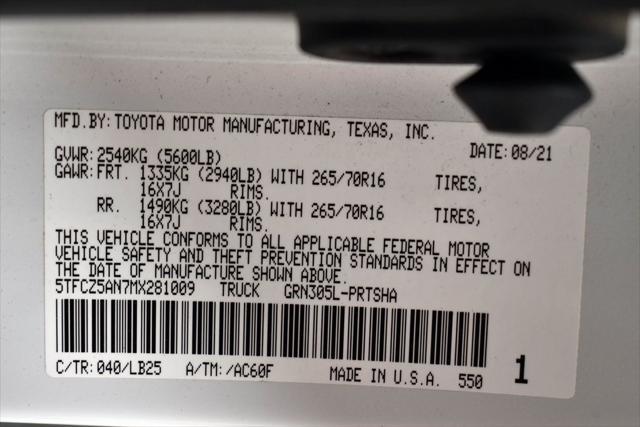 MFD.BY:TOYOTA MOTOR MANUFACTURING, TEXAS, INC.
DATE:08/21
GVWR:2540KG (5600LB)
GAWR:FRT. 1335KG (2940LB) WITH 265/70R16 TIRES,
16X7J RIMS.
RR. 1490KG (3280LB) WITH 265/70R16 TIRES,
16X7J RIMS.
THIS VEHICLE CONFORMS TO ALL APPLICABLE FEDERAL MOTOR
VEHICLE SAFETY AND THEFT PREVENTION STANDARDS IN EFFECT ON
THE DATE OF MANUFACTURE SHOWN ABOVE.
5TFCZ5AN7MX281009 TRUCK GRN305L-PRTSHA
C/TR:040/LB25 A/TM:/AC60F MADE IN U.S.A. 550 1